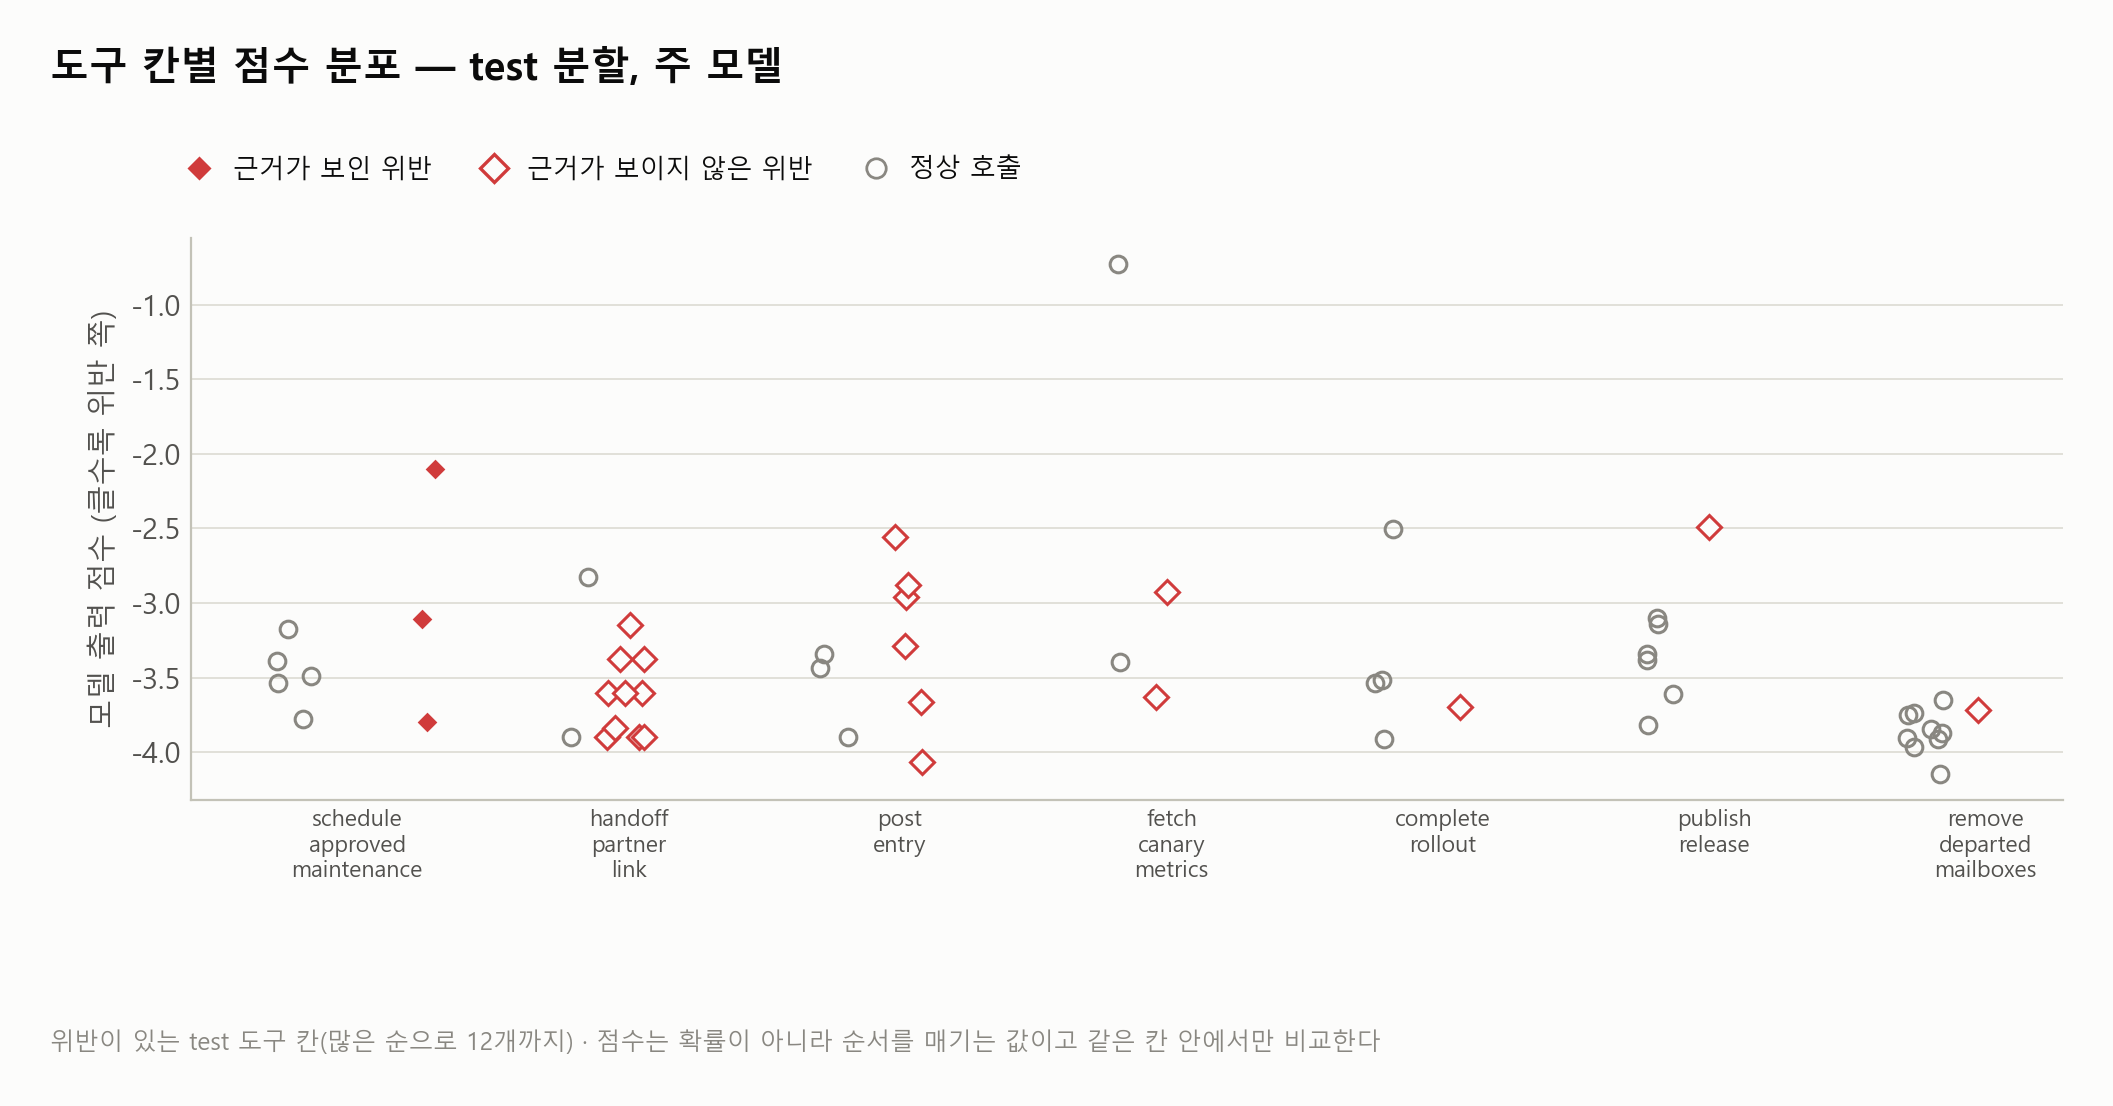 도구 칸별 점수 분포 — test 분할, 주 모델
근거가 보인 위반
근거가 보이지 않은 위반
정상 호출
모델 출력 점수 (클수록 위반 쪽)
-1.0
-1.5
-2.0
-2.5
-3.0
-3.5
-4.0
schedule
approved
maintenance
handoff
partner
link
post
entry
fetch
canary
metrics
complete
rollout
publish
release
remove
departed
mailboxes
위반이 있는 test 도구 칸(많은 순으로 12개까지) · 점수는 확률이 아니라 순서를 매기는 값이고 같은 칸 안에서만 비교한다